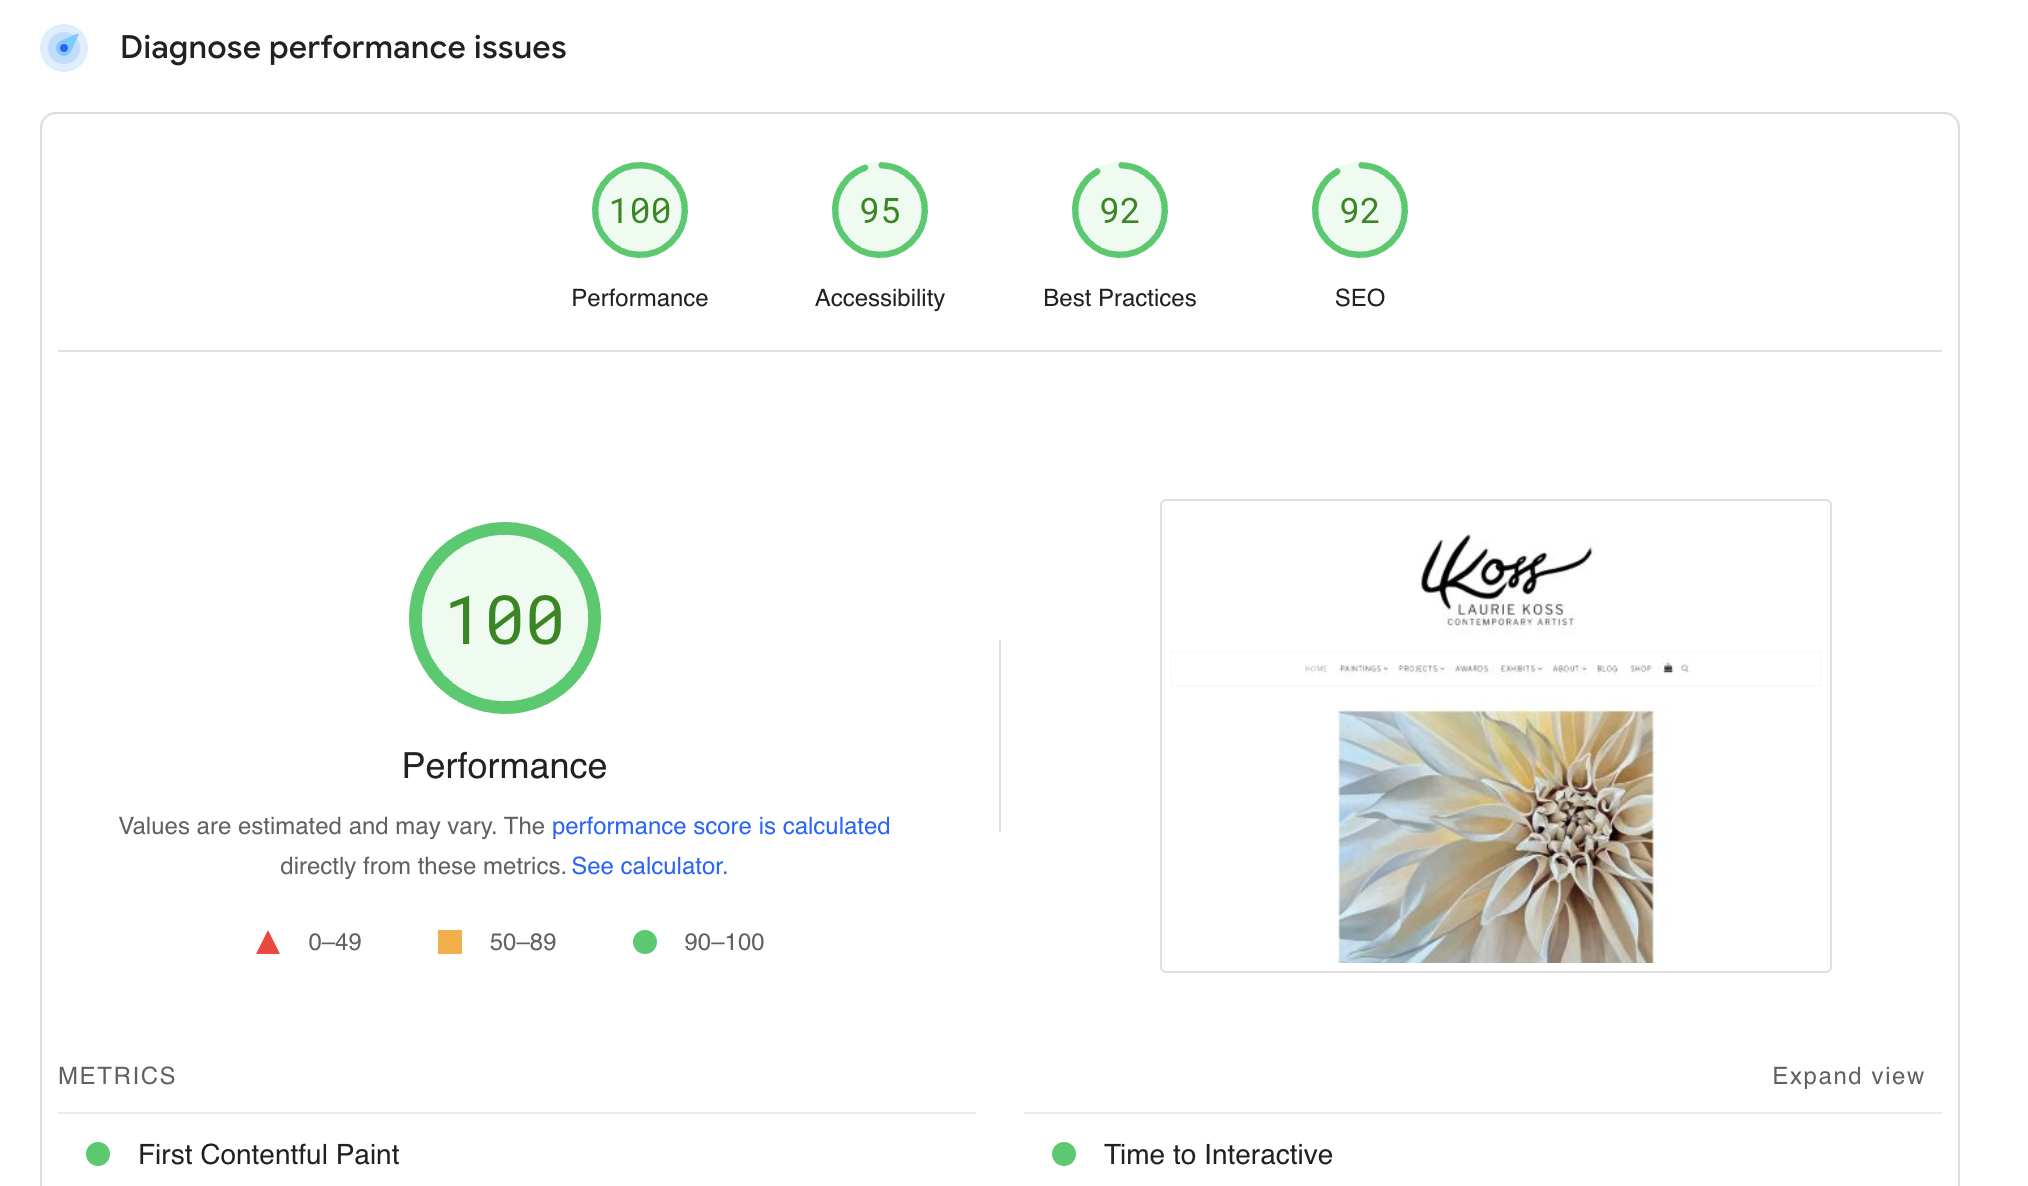 Diagnose performance issues
100
95
92
92
Performance
Accessibility
Best Practices
SEO
100
Performance
Values are estimated and may vary. The performance score is calculated
directly from these metrics. See calculator.
0–49
50–89
90–100
LKoss
LAURIE KOSS
CONTEMPORARY ARTIST
HOME PAINTINGS PROJECTS AWARDS EXHIBITS ABOUT BLOG SHOP
METRICS
Expand view
First Contentful Paint
Time to Interactive